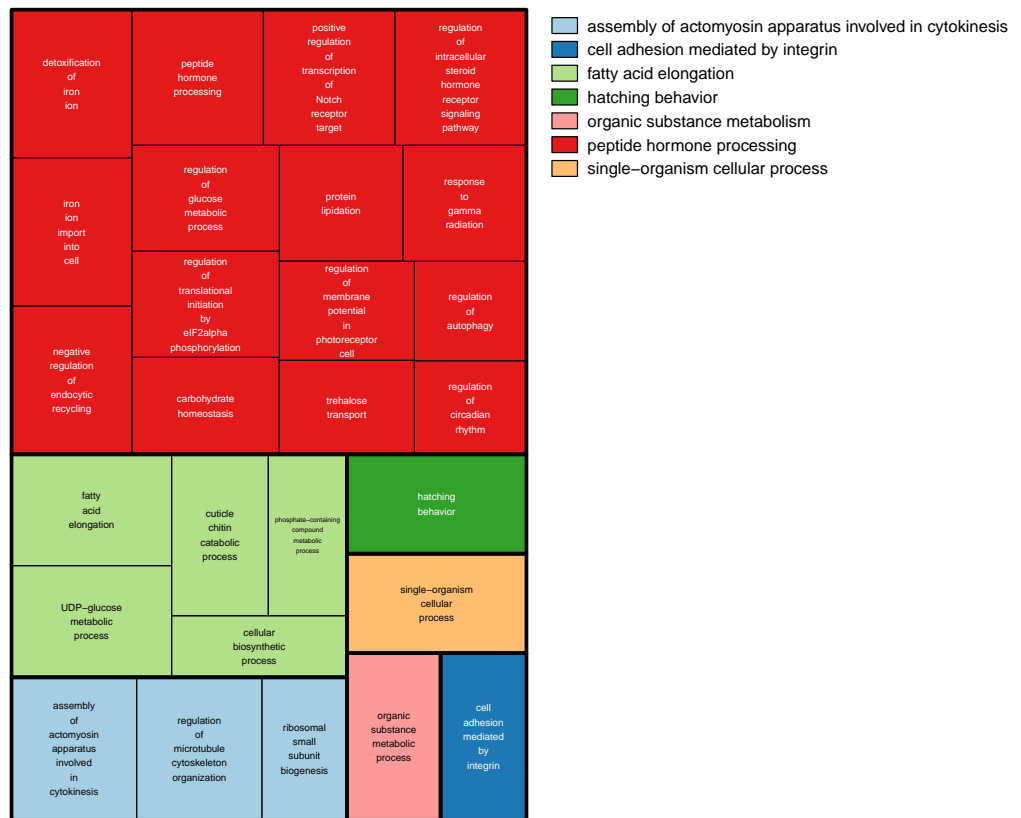 detoxification
of
iron
ion
peptide
hormone
processing
positive
regulation
of
transcription
of
Notch
receptor
target
regulation
of
intracellular
steroid
hormone
receptor
signaling
pathway
iron
ion
import
into
cell
regulation
of
glucose
metabolic
process
protein
lipidation
response
to
gamma
radiation
regulation
of
translational
initiation
by
eIF2alpha
phosphorylation
regulation
of
membrane
potential
in
photoreceptor
cell
regulation
of
autophagy
negative
regulation
of
endocytic
recycling
carbohydrate
homeostasis
trehalose
transport
regulation
of
circadian
rhythm
fatty
acid
elongation
cuticle
chitin
catabolic
process
phosphate−containing
compound
metabolic
process
hatching
behavior
UDP−glucose
metabolic
process
cellular
biosynthetic
process
single−organism
cellular
process
assembly
of
actomyosin
apparatus
involved
in
cytokinesis
regulation
of
microtubule
cytoskeleton
organization
ribosomal
small
subunit
biogenesis
organic
substance
metabolic
process
cell
adhesion
mediated
by
integrin
assembly of actomyosin apparatus involved in cytokinesis
cell adhesion mediated by integrin
fatty acid elongation
hatching behavior
organic substance metabolism
peptide hormone processing
single−organism cellular process